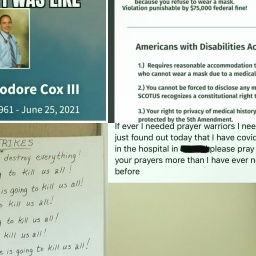 I WAS LIKE
odore Cox III
961 - June 25, 2021
because you refuse to wear a mask.
Violation punishable by $75,000 federal fine!
Americans with Disabilities Ac
1.) Requires reasonable accommodation t
who cannot wear a mask due to a medical
2.) You cannot be forced to disclose any m
SCOTUS recognizes a constitutional right t
3.) Your right to privacy of medical history
protected by the 5th Amendment.
If ever I needed prayer warriors I nee
just found out today that I have covid
in the hospital in please pray
your prayers more than I have ever n
before
TRIKES
destroy everything!
g to kill us all!
is going to kill us all!
o kill us all!
g to kill us all!
kill us all!
e is going to kill us all!